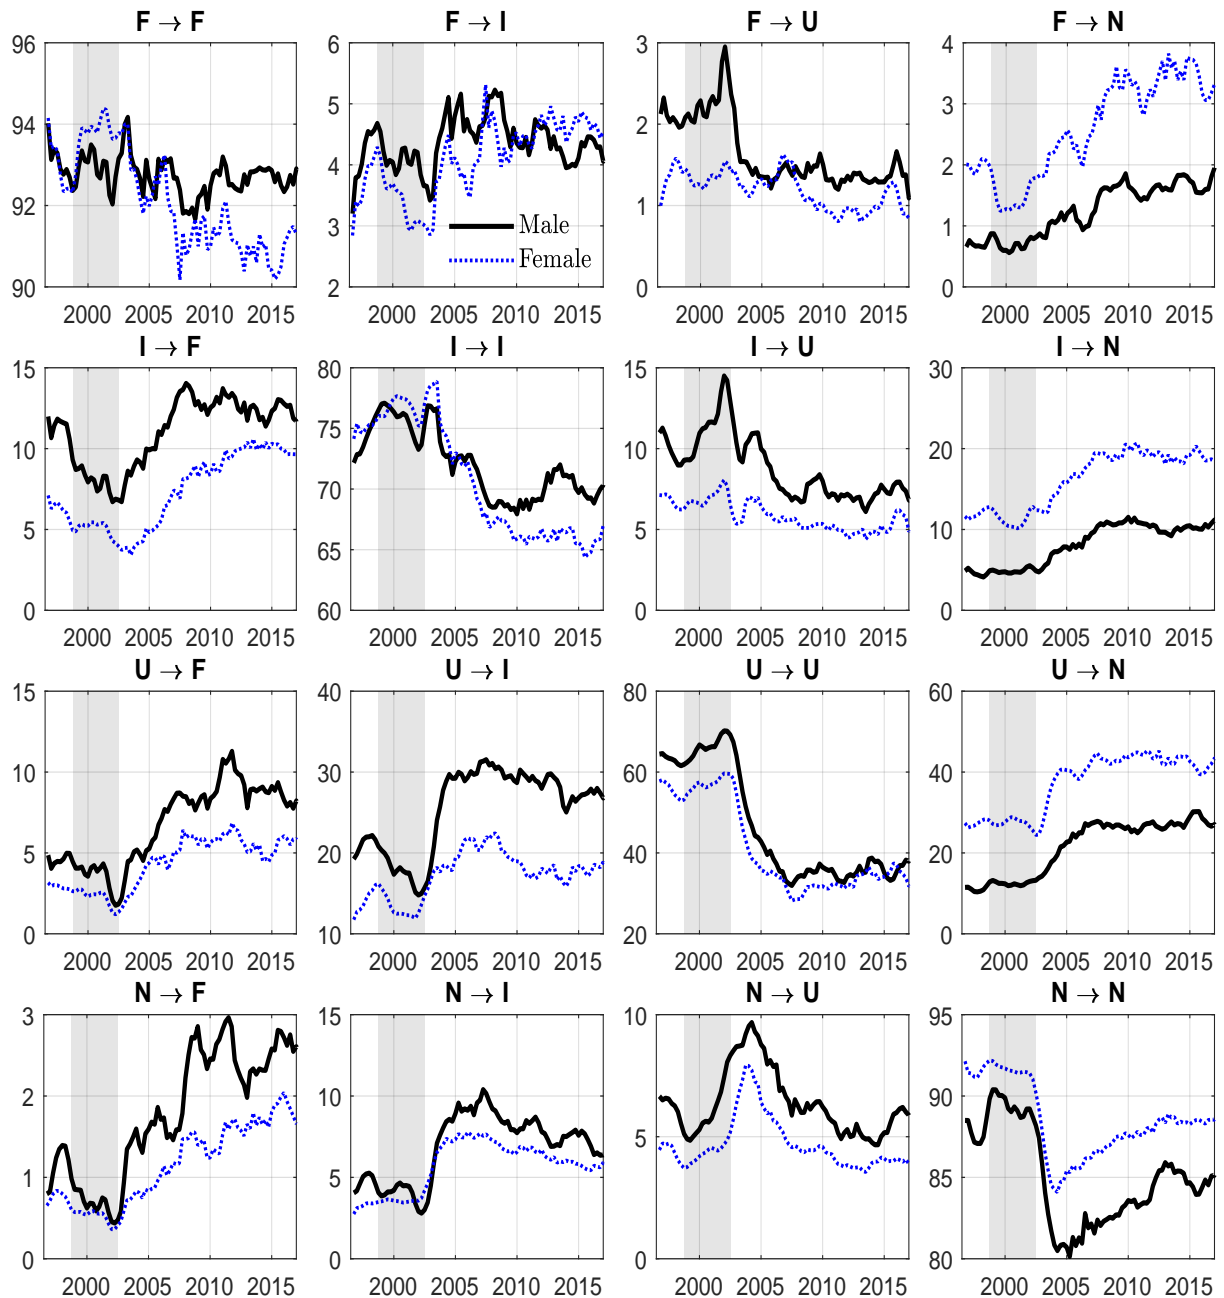 F → F F → I F → U F → N
96 6 3 4
94 5 2 3
92 4 1 2
90 3 0 1
2 0
Male
Female
2000 2005 2010 2015 2000 2005 2010 2015 2000 2005 2010 2015 2000 2005 2010 2015
I → F I → I I → U I → N
15 80 15 30
10 75 10 20
5 70 5 10
0 65 0 0
60
2000 2005 2010 2015 2000 2005 2010 2015 2000 2005 2010 2015 2000 2005 2010 2015
U → F U → I U → U U → N
15 40 80 60
10 30 60 40
5 20 40 20
0 10 20 0
2000 2005 2010 2015 2000 2005 2010 2015 2000 2005 2010 2015 2000 2005 2010 2015
N → F N → I N → U N → N
3 15 10 95
2 10 5 90
1 5 0 85
0 0 80
2000 2005 2010 2015 2000 2005 2010 2015 2000 2005 2010 2015 2000 2005 2010 2015